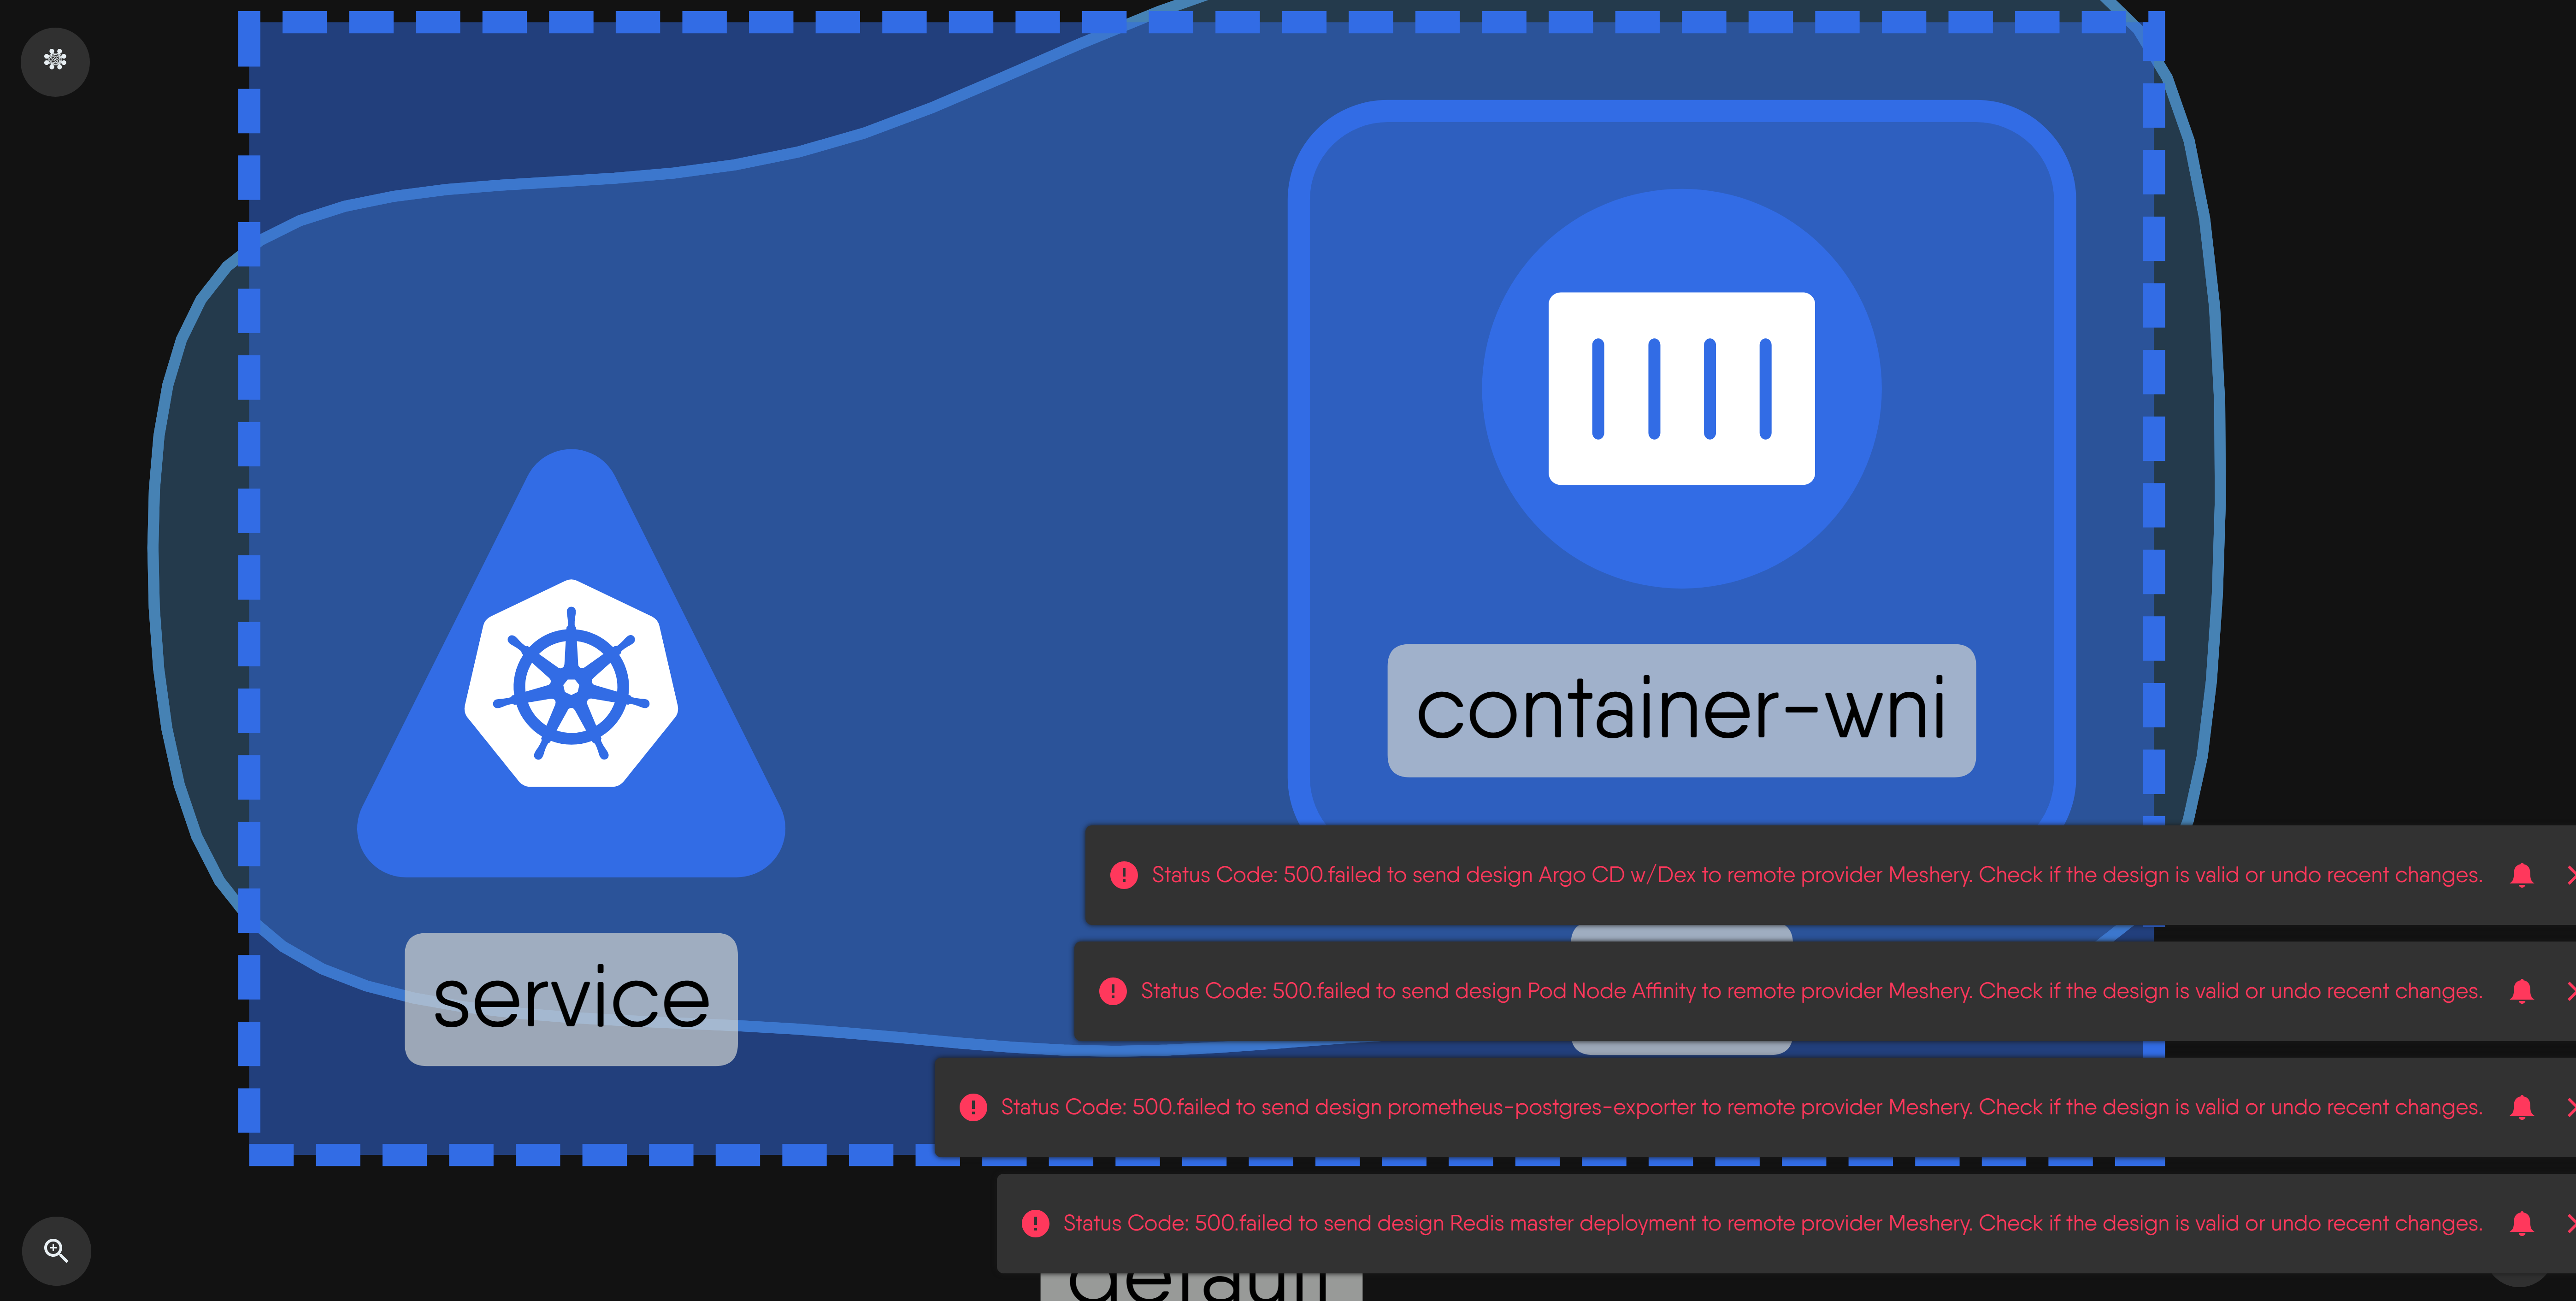 container-wni
Status Code: 500.failed to send design Argo CD w/Dex to remote provider Meshery. Check if the design is valid or undo recent changes.
service
Status Code: 500.failed to send design Pod Node Affinity to remote provider Meshery. Check if the design is valid or undo recent changes.
Status Code: 500.failed to send design prometheus-postgres-exporter to remote provider Meshery. Check if the design is valid or undo recent changes.
Status Code: 500.failed to send design Redis master deployment to remote provider Meshery. Check if the design is valid or undo recent changes.
default